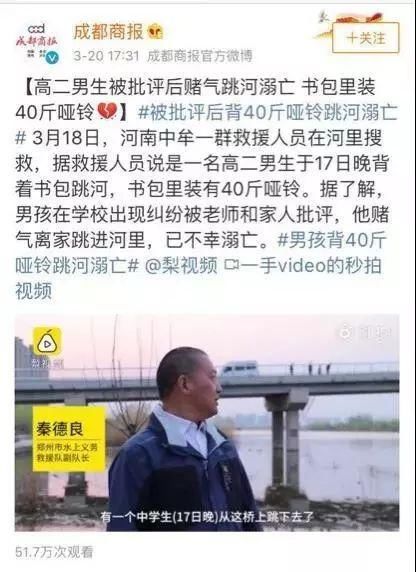 成都商报
成都商报
3-20 17:31 成都商报官方微博
+关注
【高二男生被批评后赌气跳河溺亡 书包里装
40斤哑铃💔】#被批评后背40斤哑铃跳河溺亡
# 3月18日，河南中牟一群救援人员在河里搜
救，据救援人员说是一名高二男生于17日晚背
着书包跳河，书包里装有40斤哑铃。据了解，
男孩在学校出现纠纷被老师和家人批评，他赌
气离家跳进河里，已不幸溺亡。#男孩背40斤
哑铃跳河溺亡# @梨视频 一手video的秒拍
视频
梨视频
秦德良
郑州市水上义务
救援队副队长
有一个中学生(17日晚)从这桥上跳下去了
51.7万次观看